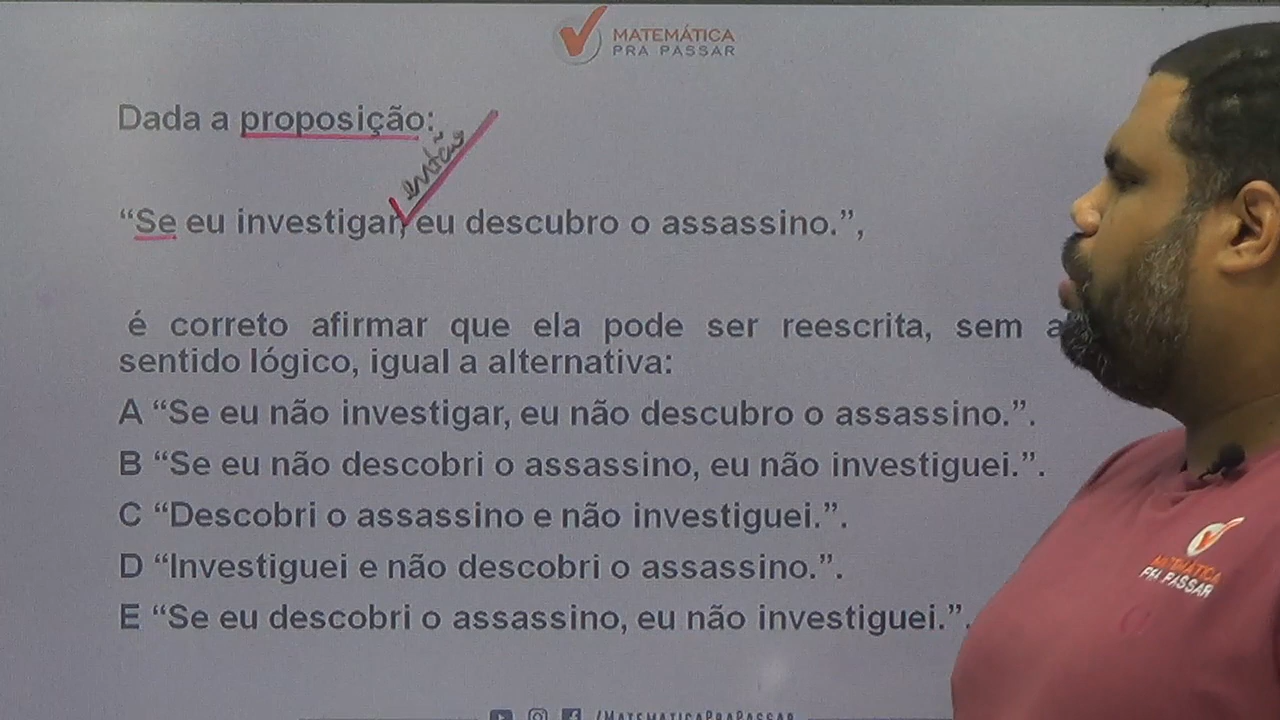 MATEMÁTICA
PRA PASSAR
Dada a proposição:
então
“Se eu investigar, eu descubro o assassino.”,
é correto afirmar que ela pode ser reescrita, sem
sentido lógico, igual a alternativa:
A “Se eu não investigar, eu não descubro o assassino.”.
B “Se eu não descobri o assassino, eu não investiguei.”.
C “Descobri o assassino e não investiguei.”.
D “Investiguei e não descobri o assassino.”.
E “Se eu descobri o assassino, eu não investiguei.”.
MATEMÁTICA
PRA PASSAR
/MATEMATICAPRAPASSAR